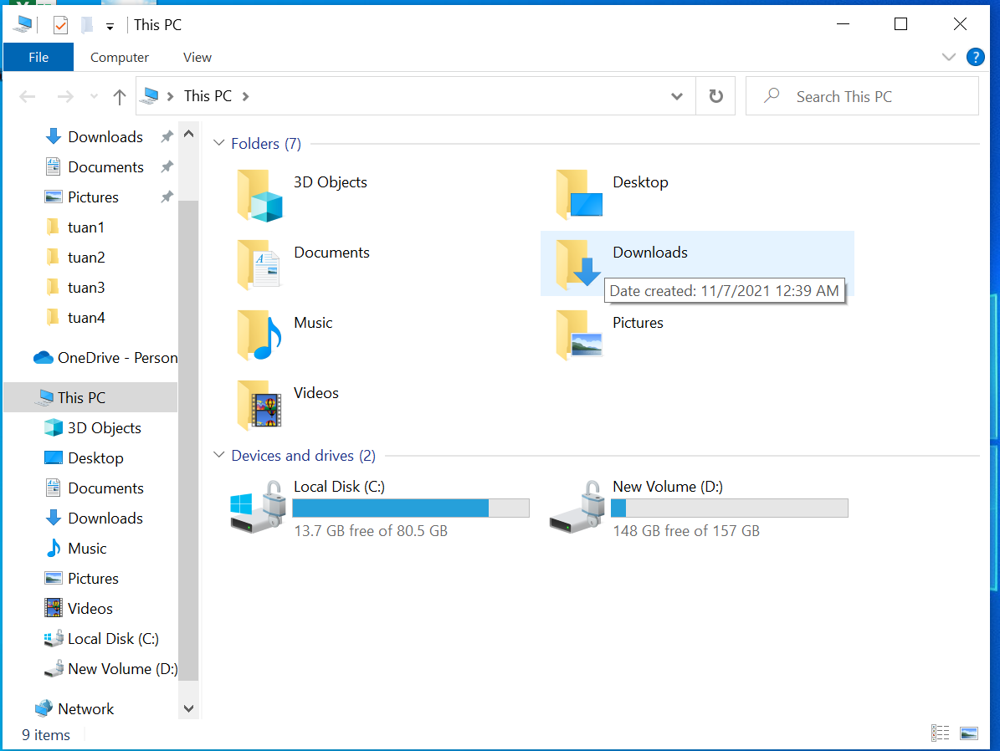 This PC
File Computer View
This PC
Search This PC
Downloads
Documents
Pictures
tuan1
tuan2
tuan3
tuan4
OneDrive - Person
This PC
3D Objects
Desktop
Documents
Downloads
Music
Pictures
Videos
Local Disk (C:)
New Volume (D:)
Network
Folders (7)
3D Objects
Desktop
Documents
Downloads
Date created: 11/7/2021 12:39 AM
Music
Pictures
Videos
Devices and drives (2)
Local Disk (C:)
13.7 GB free of 80.5 GB
New Volume (D:)
148 GB free of 157 GB
9 items